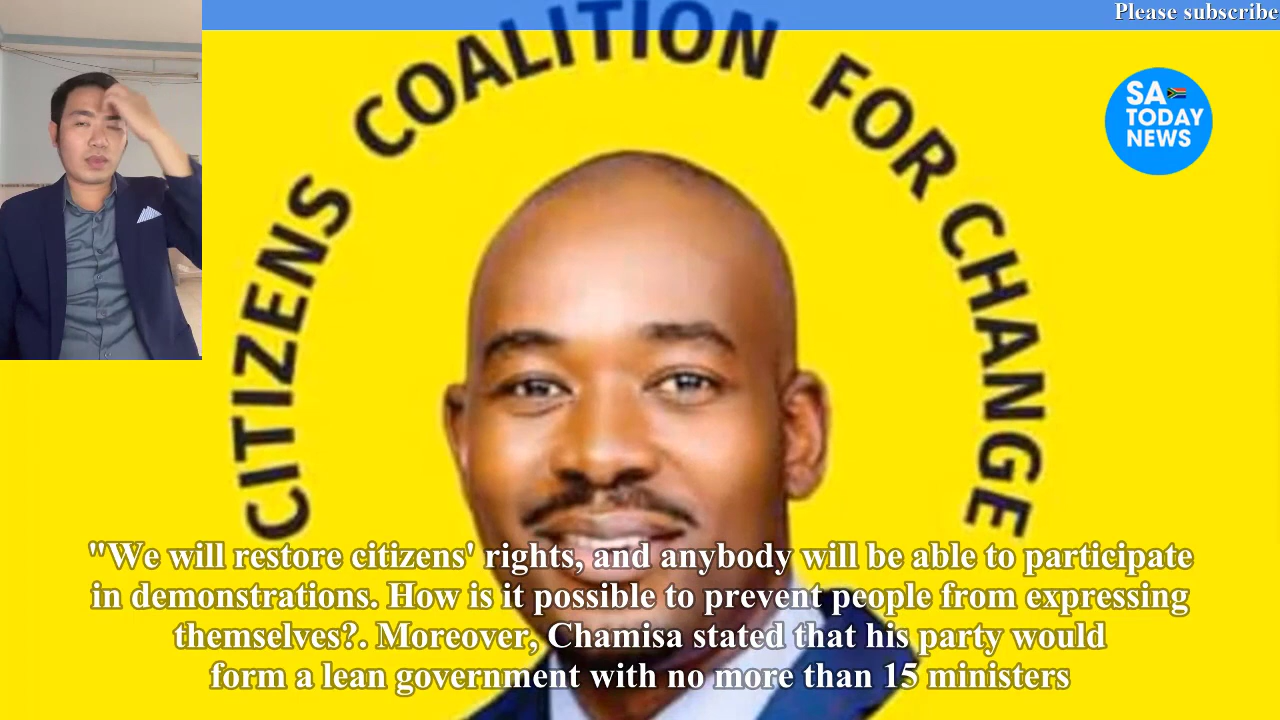 Please subscribe
CITIZENS COALITION FOR CHANGE
SA
TODAY
NEWS
"We will restore citizens' rights, and anybody will be able to participate
in demonstrations. How is it possible to prevent people from expressing
themselves?. Moreover, Chamisa stated that his party would
form a lean government with no more than 15 ministers